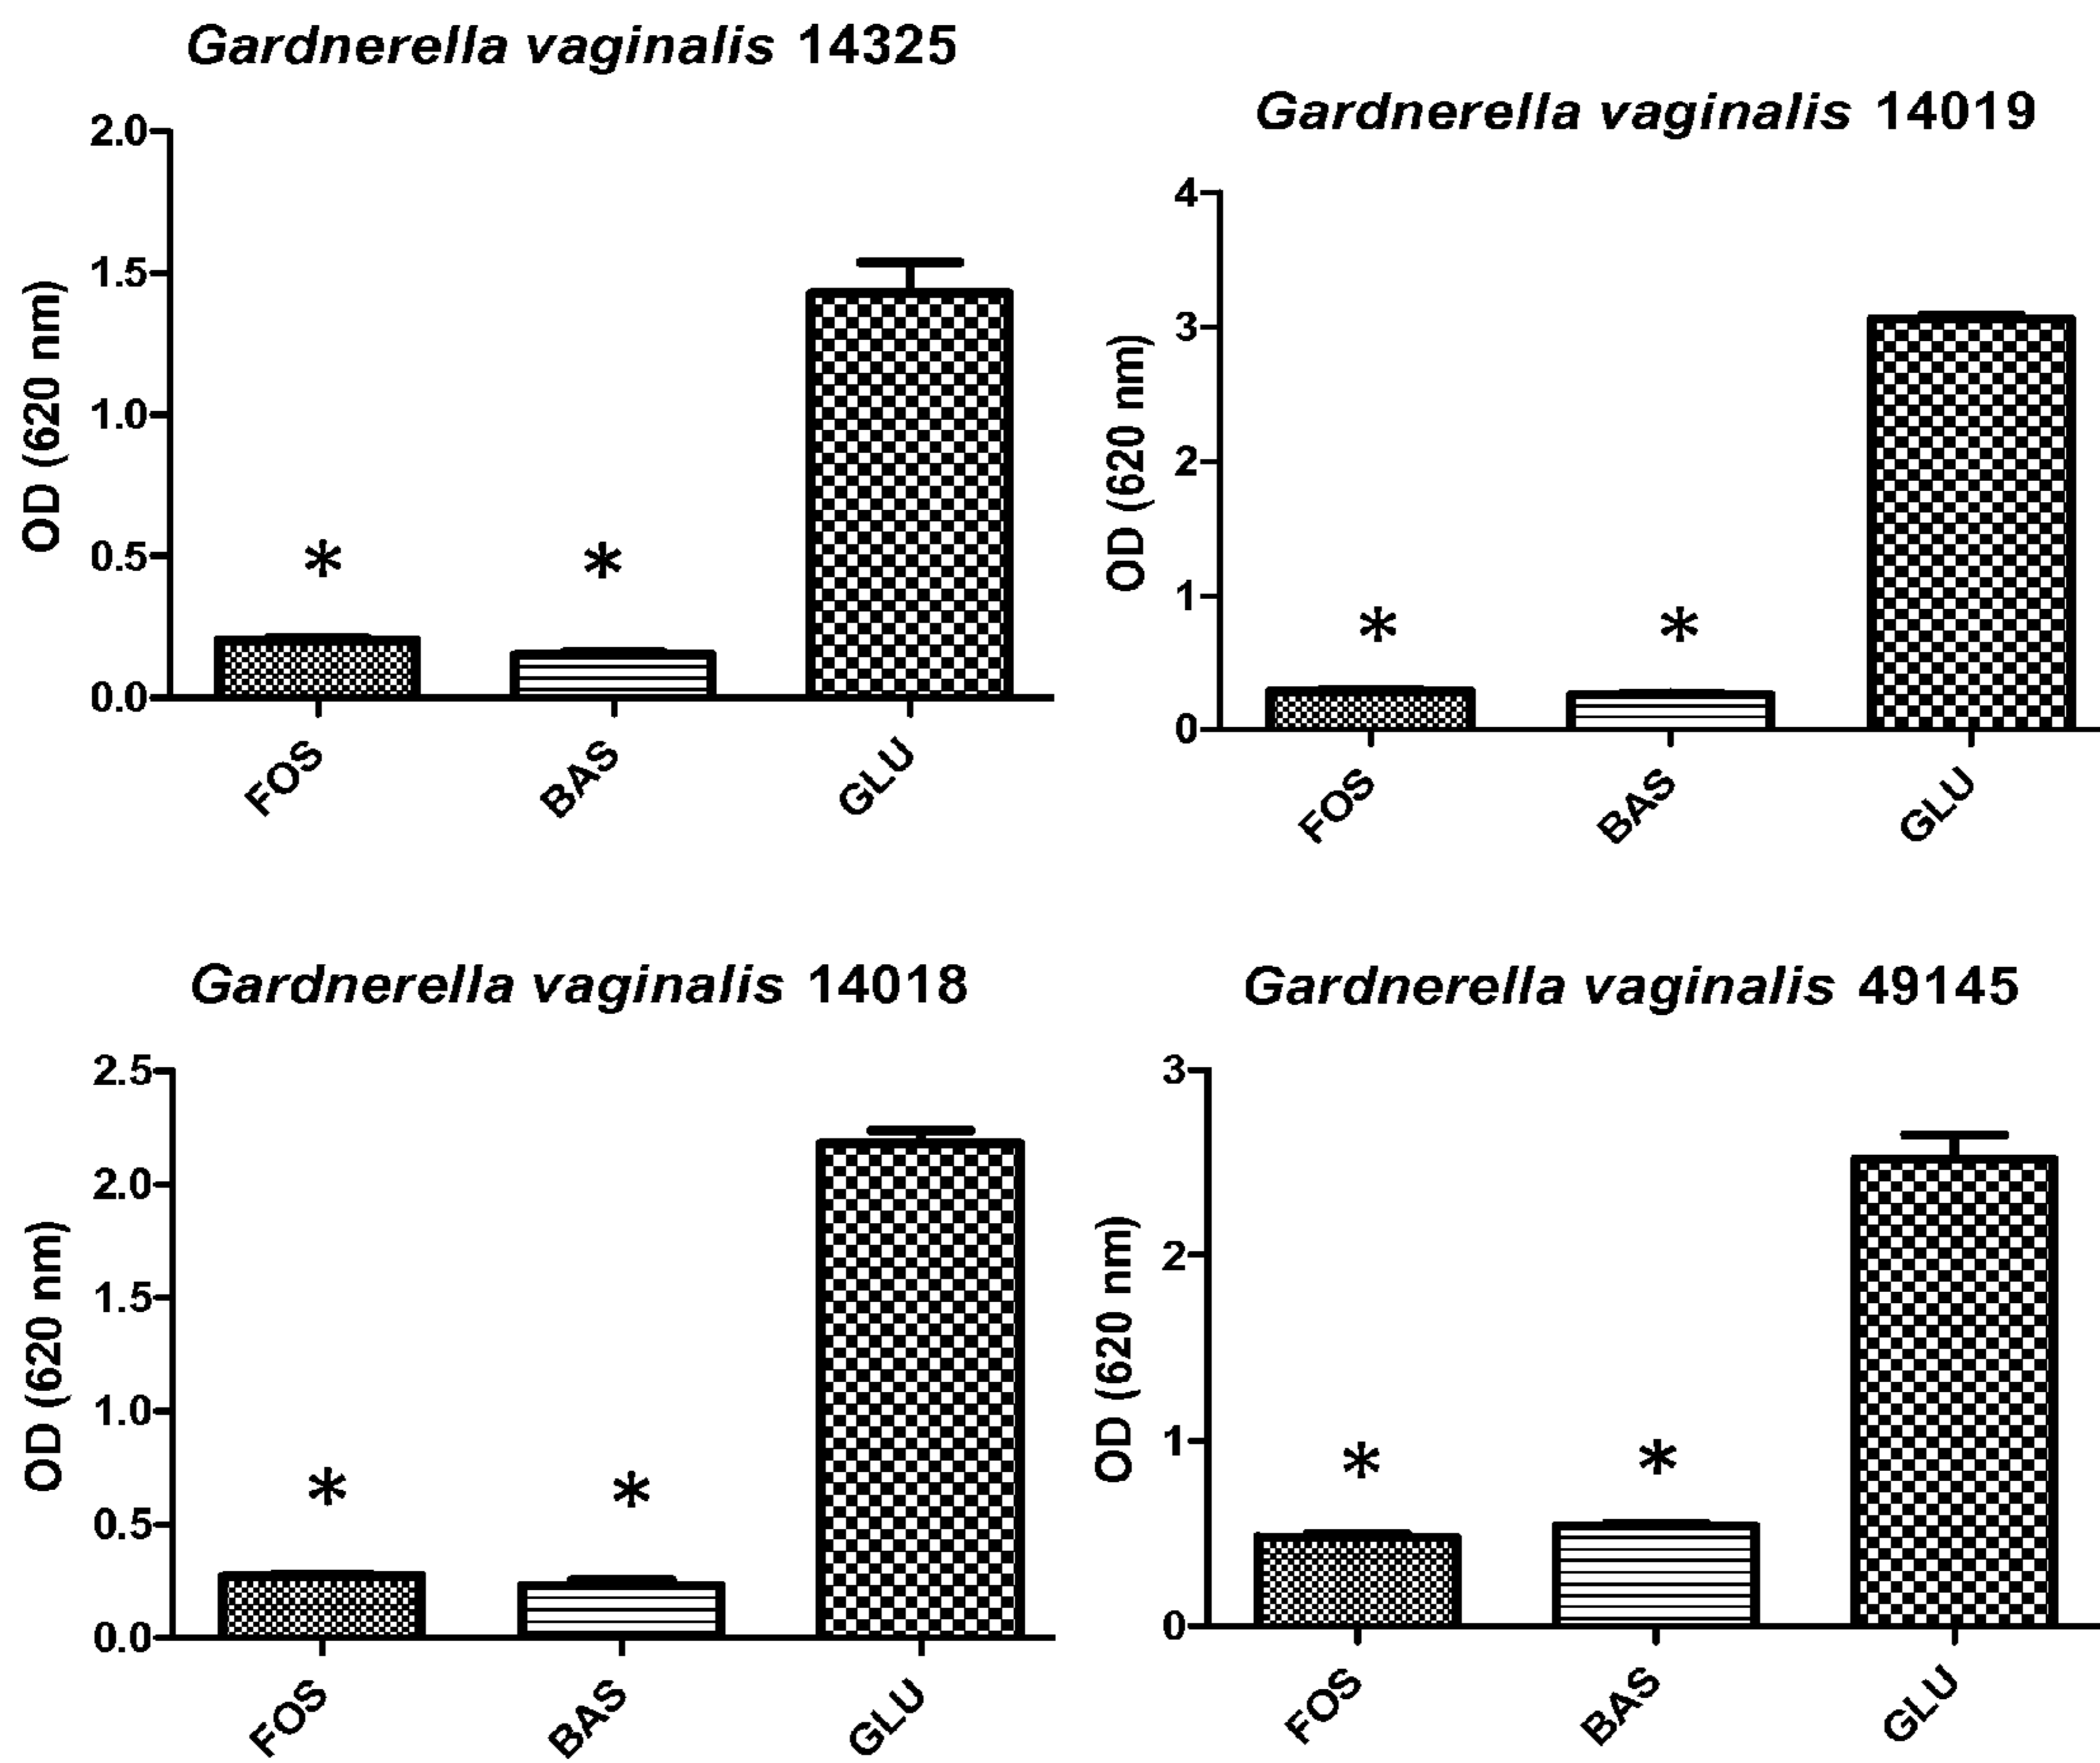 Gardnerella vaginalis 14325
2.0
1.5
1.0
0.5
0.0
OD (620 nm)
*
*
FOS
BAS
GLU
Gardnerella vaginalis 14019
4
3
2
1
0
OD (620 nm)
*
*
FOS
BAS
GLU
Gardnerella vaginalis 14018
2.5
2.0
1.5
1.0
0.5
0.0
OD (620 nm)
*
*
FOS
BAS
GLU
Gardnerella vaginalis 49145
3
2
1
0
OD (620 nm)
*
*
FOS
BAS
GLU